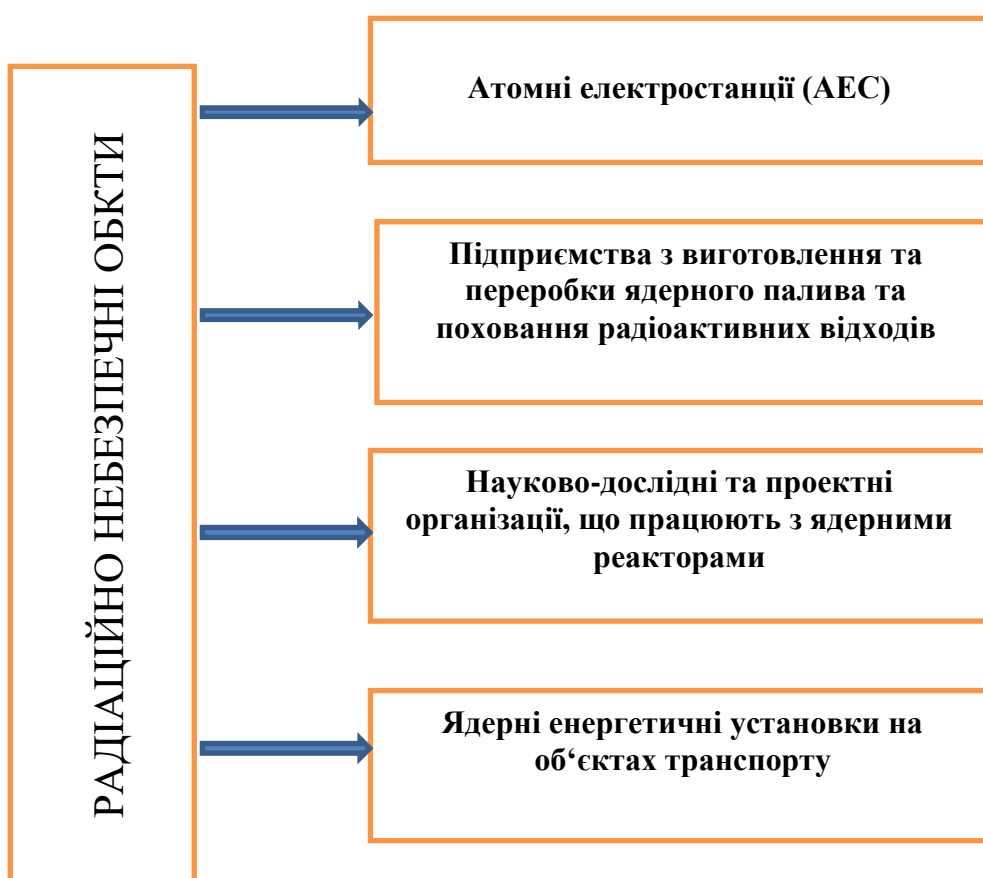 РАДІАЦІЙНО НЕБЕЗПЕЧНІ ОБКТИ
Атомні електростанції (АЕС)
Підприємства з виготовлення та
переробки ядерного палива та
поховання радіоактивних відходів
Науково-дослідні та проектні
організації, що працюють з ядерними
реакторами
Ядерні енергетичні установки на
об‘єктах транспорту